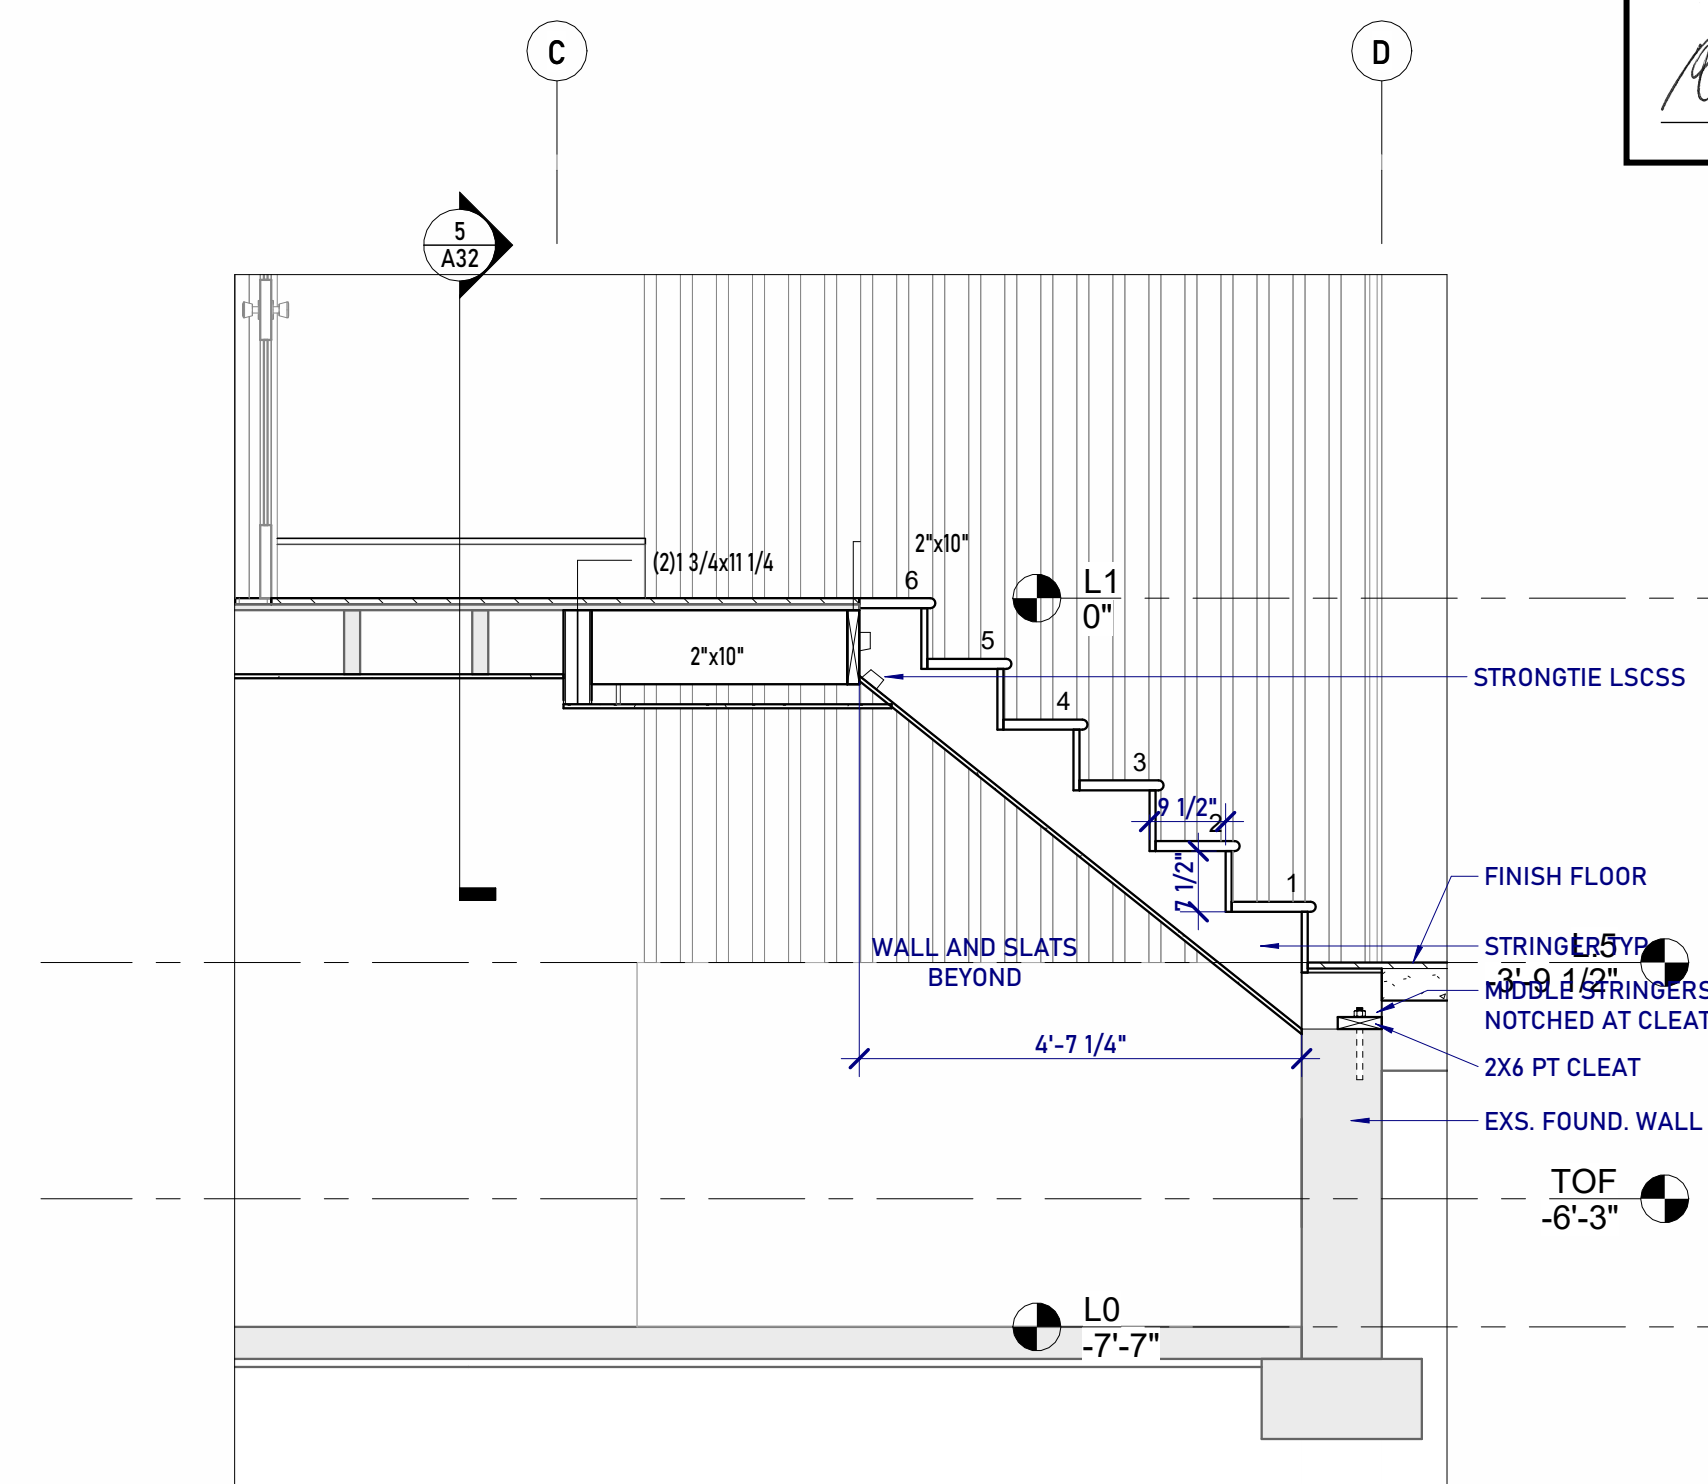 C
D
5
A32
(2)1 3/4x11 1/4
2"x10"
6
L1
0"
5
2"x10"
STRONGTIE LSCSS
4
3
9 1/2"
2
7 1/2"
1
FINISH FLOOR
WALL AND SLATS
BEYOND
STRINGER TYP
L.5
-3'-9 1/2"
MIDDLE STRINGERS
NOTCHED AT CLEAT
4'-7 1/4"
2X6 PT CLEAT
EXS. FOUND. WALL
TOF
-6'-3"
L0
-7'-7"